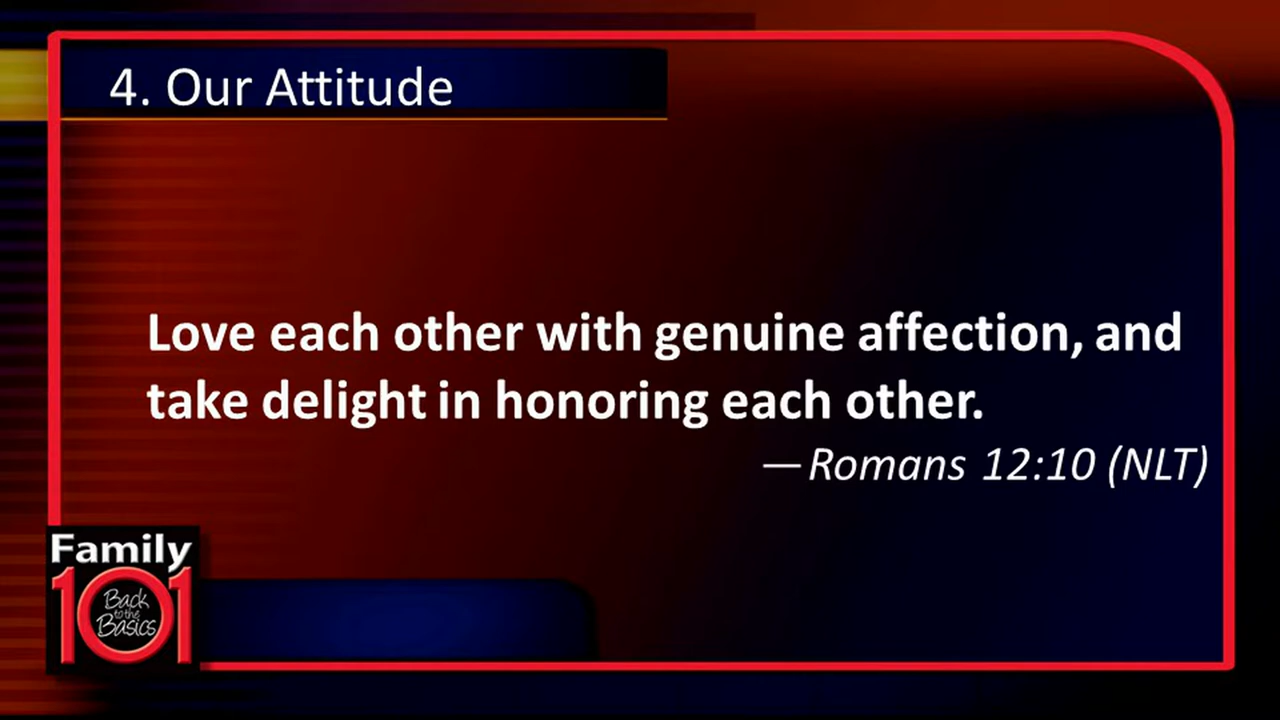 4. Our Attitude
Love each other with genuine affection, and
take delight in honoring each other.
—Romans 12:10 (NLT)
Family
101
Back
to the
Basics